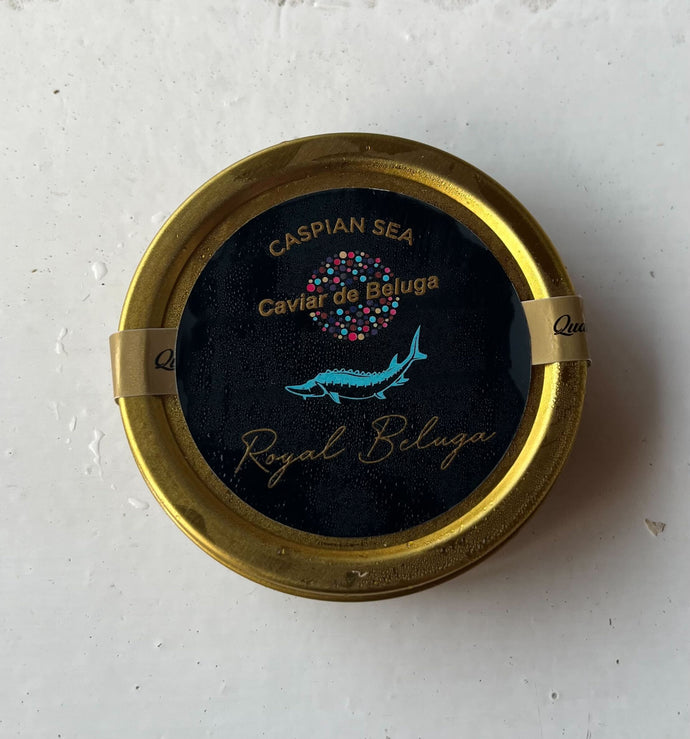 CASPIAN SEA
Caviar de Beluga
Royal Beluga